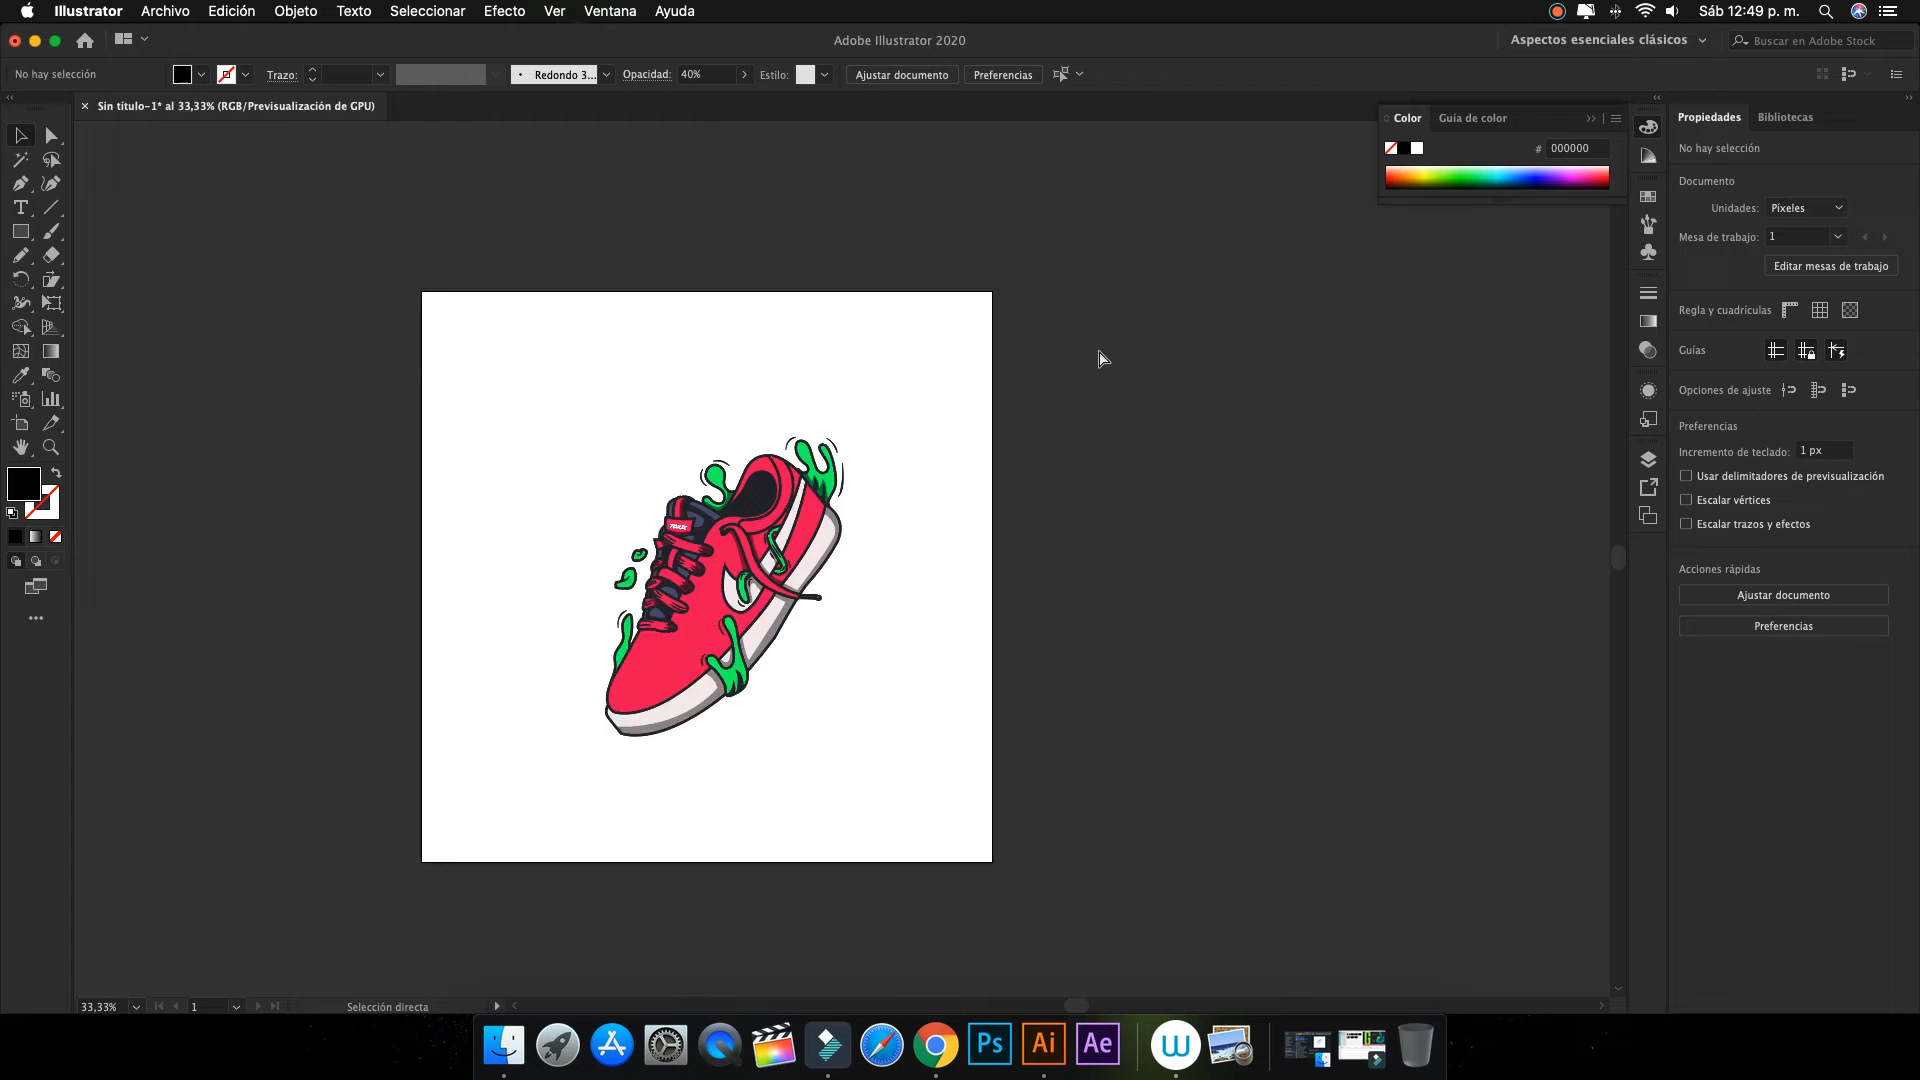 Illustrator Archivo Edición Objeto Texto Seleccionar Efecto Ver Ventana Ayuda Sáb 12:49 p. m.
Adobe Illustrator 2020 Aspectos esenciales clásicos Buscar en Adobe Stock
No hay selección Trazo: Redondo 3... Opacidad: 40% Estilo: Ajustar documento Preferencias
× Sin título-1* al 33,33% (RGB/Previsualización de GPU)
Color Guía de color
# 000000
Propiedades Bibliotecas
No hay selección
Documento
Unidades: Píxeles
Mesa de trabajo: 1
Editar mesas de trabajo
Regla y cuadrículas
Guías
Opciones de ajuste
Preferencias
Incremento de teclado: 1 px
Usar delimitadores de previsualización
Escalar vértices
Escalar trazos y efectos
Acciones rápidas
Ajustar documento
Preferencias
TOXIC
33,33% 1 Selección directa
Ps Ai Ae W